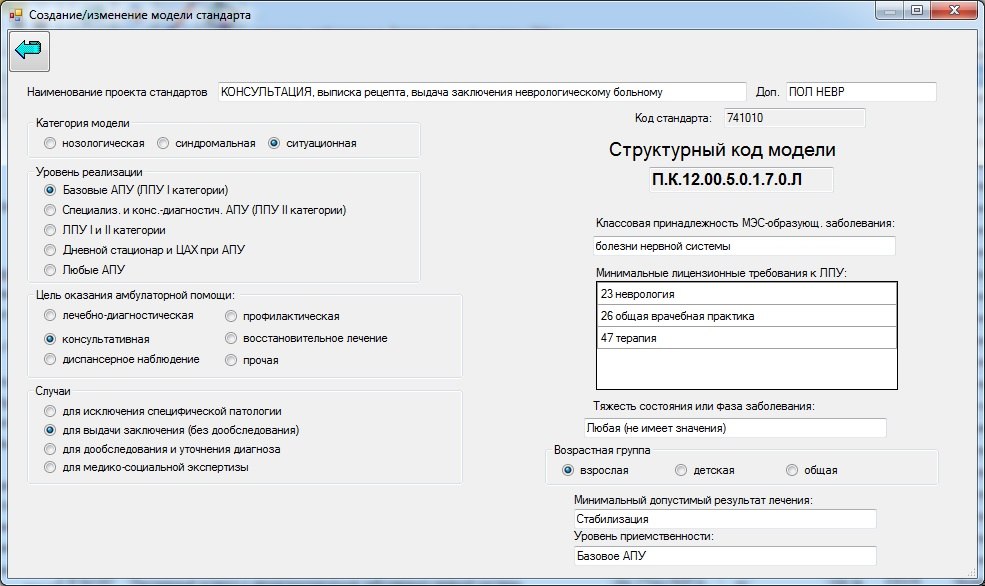 Создание/изменение модели стандарта
Наименование проекта стандартов КОНСУЛЬТАЦИЯ, выписка рецепта, выдача заключения неврологическому больному Доп. ПОЛ НЕВР
Код стандарта: 741010
Структурный код модели
П.К.12.00.5.0.1.7.0.Л
Категория модели
нозологическая синдромальная ситуационная
Уровень реализации
Базовые АПУ (ЛПУ I категории)
Специализ. и конс.-диагностич. АПУ (ЛПУ II категории)
ЛПУ I и II категории
Дневной стационар и ЦАХ при АПУ
Любые АПУ
Цель оказания амбулаторной помощи:
лечебно-диагностическая профилактическая
консультативная восстановительное лечение
диспансерное наблюдение прочая
Случаи
для исключения специфической патологии
для выдачи заключения (без дообследования)
для дообследования и уточнения диагноза
для медико-социальной экспертизы
Классовая принадлежность МЭС-образующ. заболевания:
болезни нервной системы
Минимальные лицензионные требования к ЛПУ:
23 неврология
26 общая врачебная практика
47 терапия
Тяжесть состояния или фаза заболевания:
Любая (не имеет значения)
Возрастная группа
взрослая детская общая
Минимальный допустимый результат лечения:
Стабилизация
Уровень приемственности:
Базовое АПУ